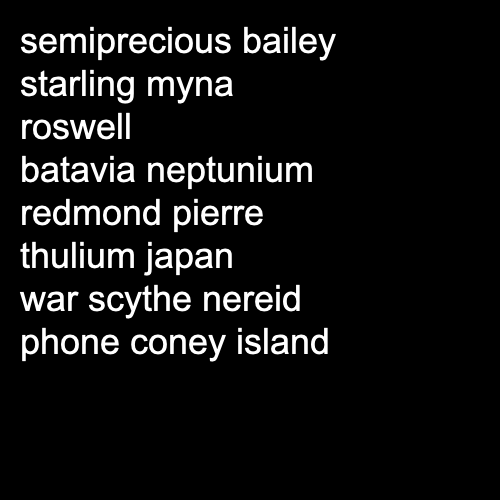 semiprecious bailey
starling myna
roswell
batavia neptunium
redmond pierre
thulium japan
war scythe nereid
phone coney island